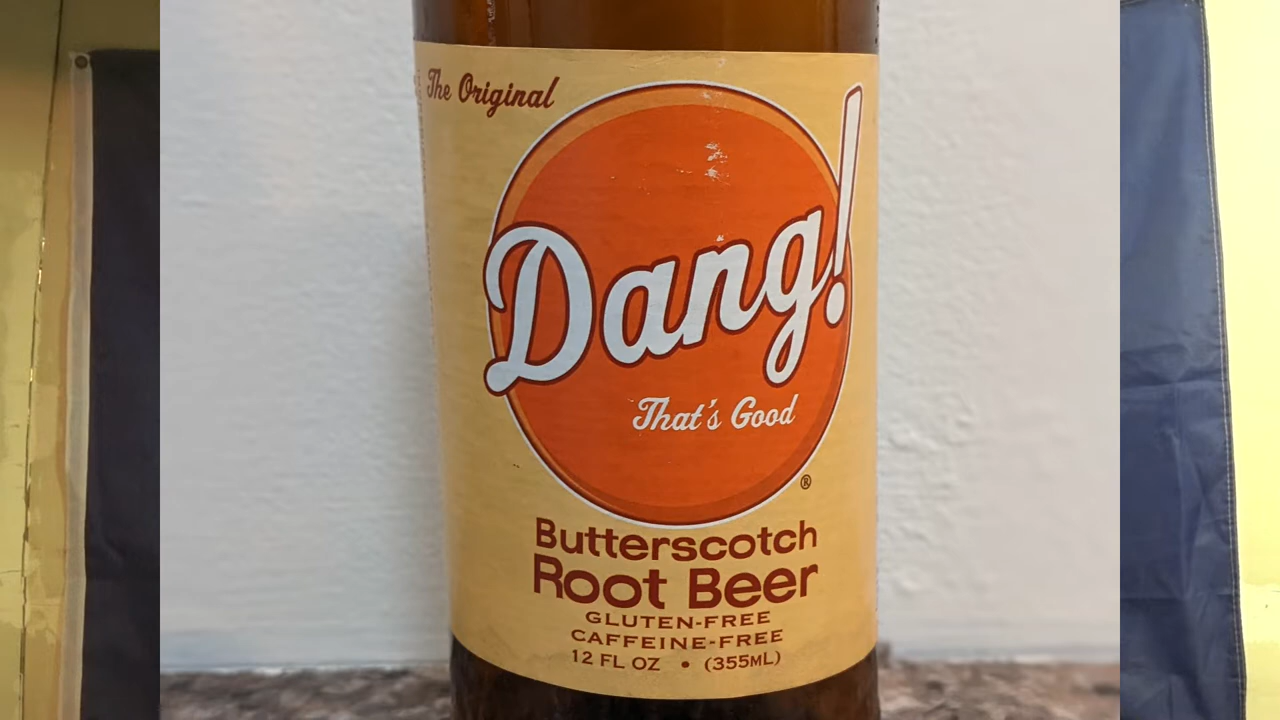 The Original
Dang!
That's Good
®
Butterscotch
Root Beer
GLUTEN-FREE
CAFFEINE-FREE
12 FL OZ • (355ML)